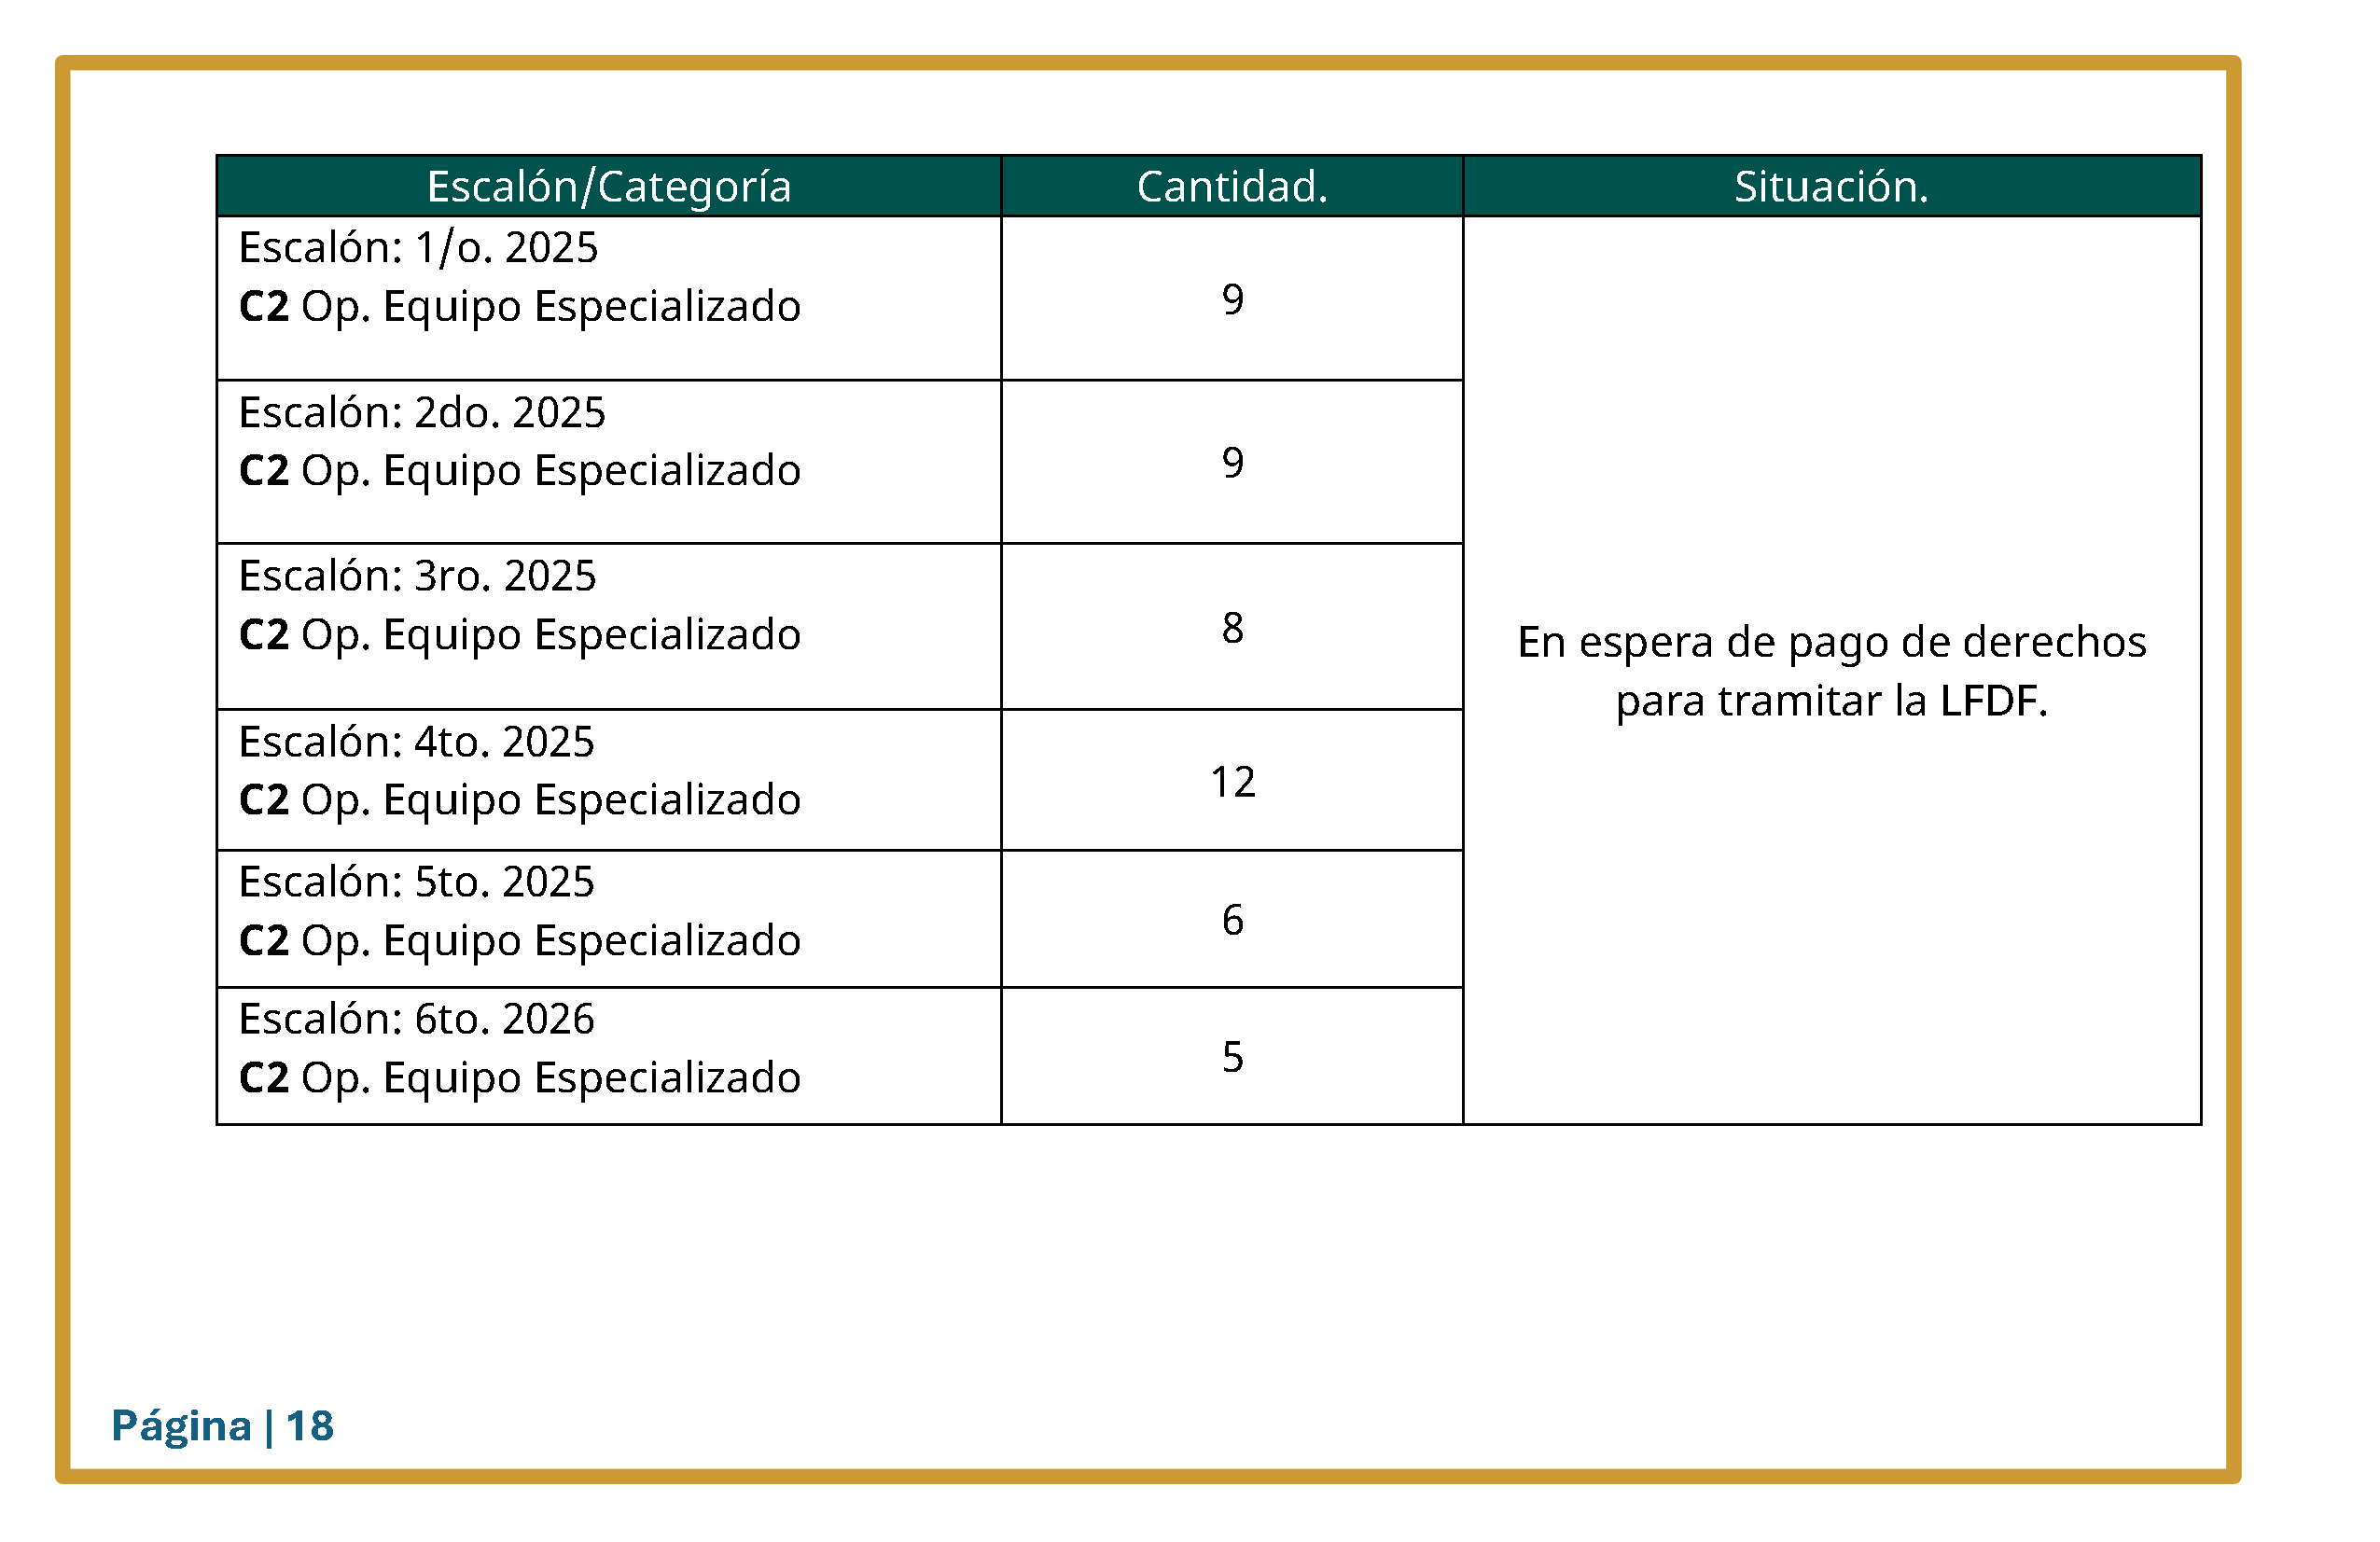 Escalón/Categoría Cantidad. Situación.
Escalón: 1/o. 2025
C2 Op. Equipo Especializado
9
Escalón: 2do. 2025
C2 Op. Equipo Especializado
9
Escalón: 3ro. 2025
C2 Op. Equipo Especializado
8
En espera de pago de derechos
para tramitar la LFDF.
Escalón: 4to. 2025
C2 Op. Equipo Especializado
12
Escalón: 5to. 2025
C2 Op. Equipo Especializado
6
Escalón: 6to. 2026
C2 Op. Equipo Especializado
5
Página | 18